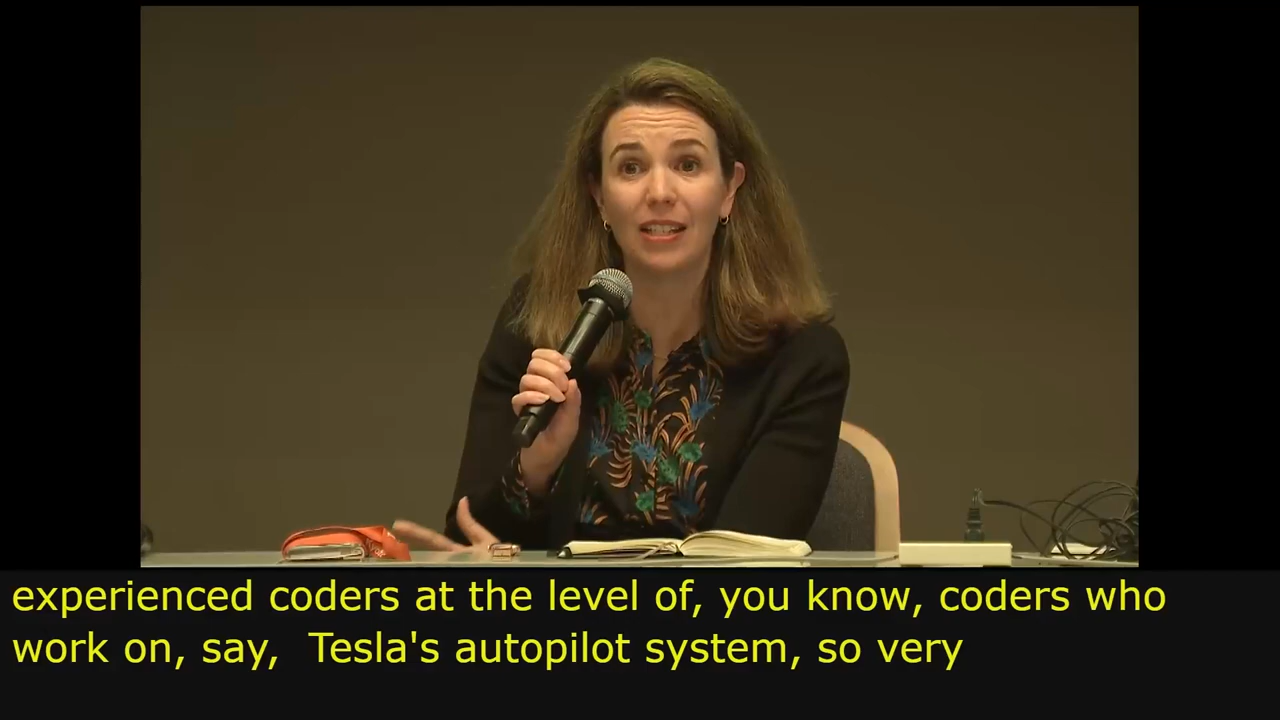 experienced coders at the level of, you know, coders who
work on, say,  Tesla's autopilot system, so very